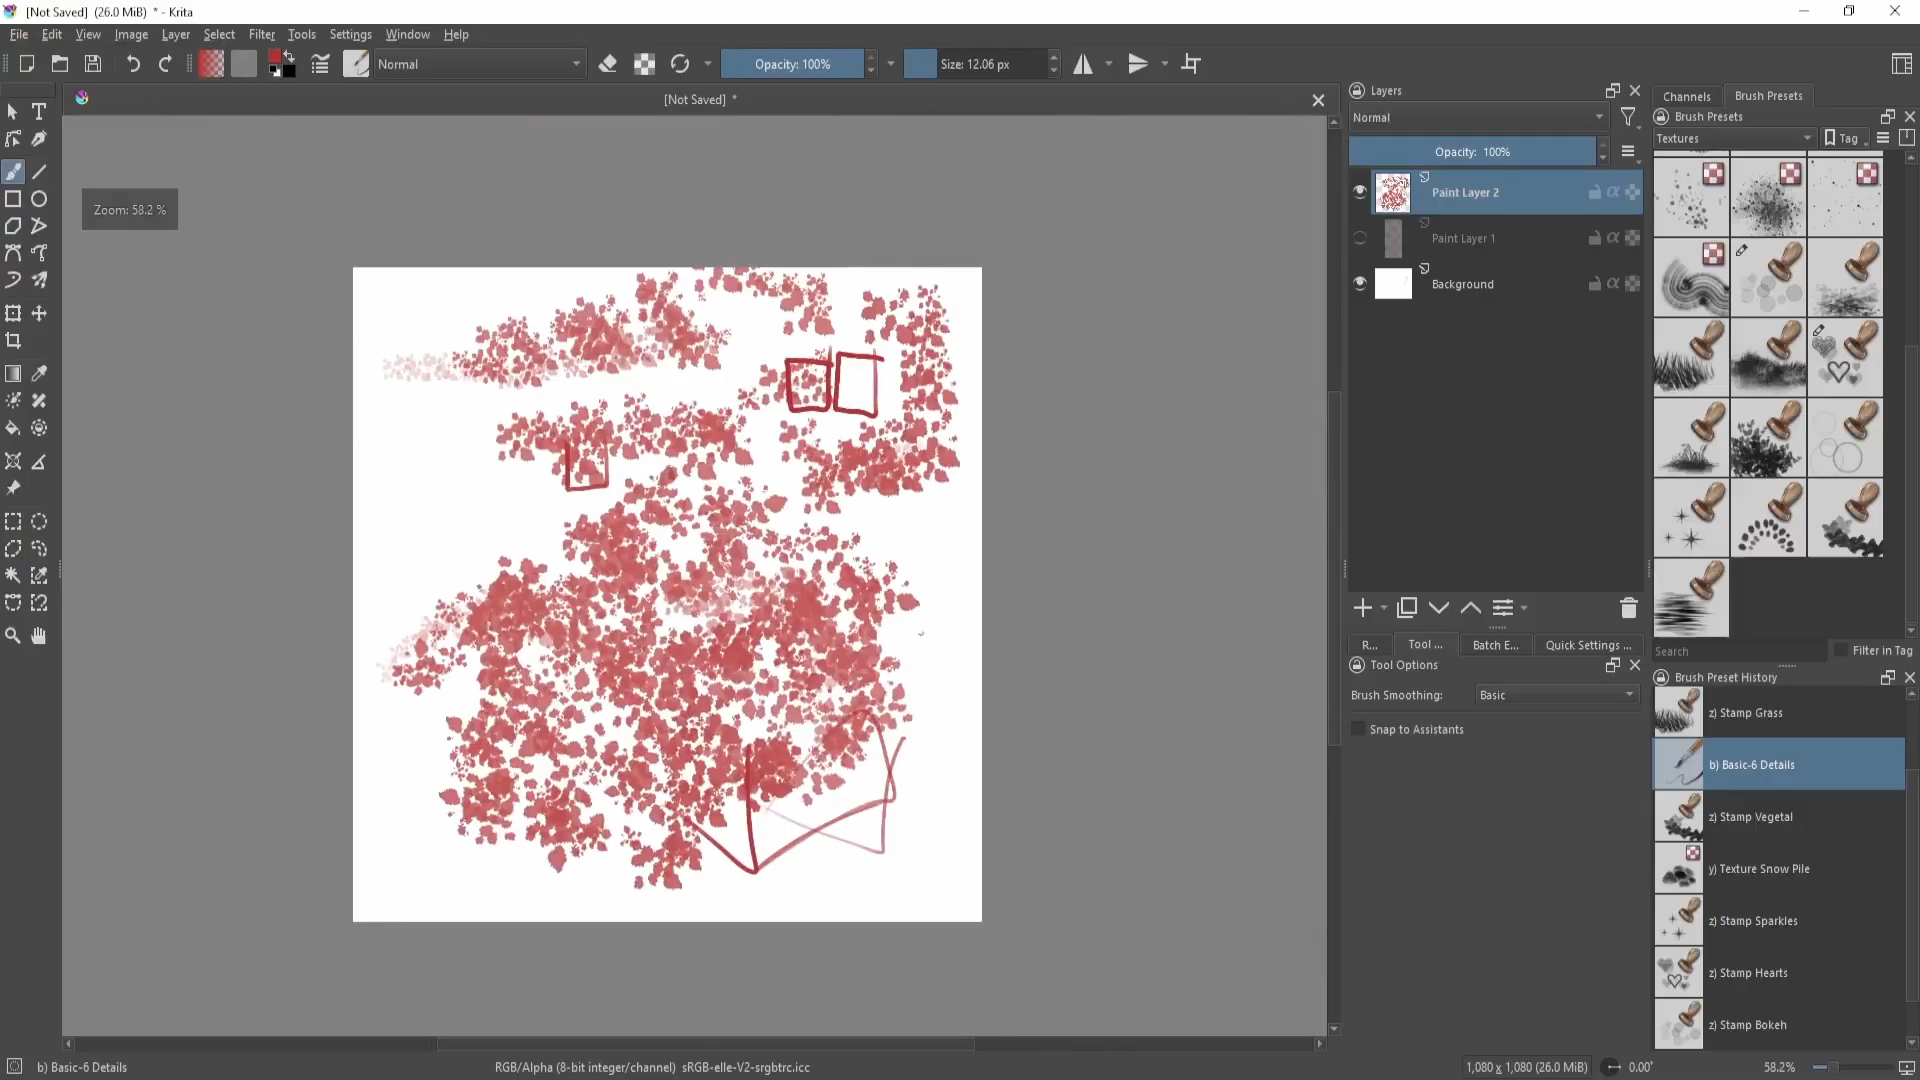 [Not Saved] (26.0 MiB) * - Krita
File Edit View Image Layer Select Filter Tools Settings Window Help
Normal
Opacity: 100%
Size: 12.06 px
[Not Saved] *
Zoom: 58.2 %
Layers
Normal
Opacity: 100%
Paint Layer 2
Paint Layer 1
Background
R... Tool ... Batch E... Quick Settings ...
Tool Options
Brush Smoothing: Basic
Snap to Assistants
Channels Brush Presets
Brush Presets
Textures Tag
Search Filter in Tag
Brush Preset History
z) Stamp Grass
b) Basic-6 Details
z) Stamp Vegetal
y) Texture Snow Pile
z) Stamp Sparkles
z) Stamp Hearts
z) Stamp Bokeh
b) Basic-6 Details RGB/Alpha (8-bit integer/channel) sRGB-elle-V2-srgbtrc.icc 1,080 x 1,080 (26.0 MiB) 0.00° 58.2%